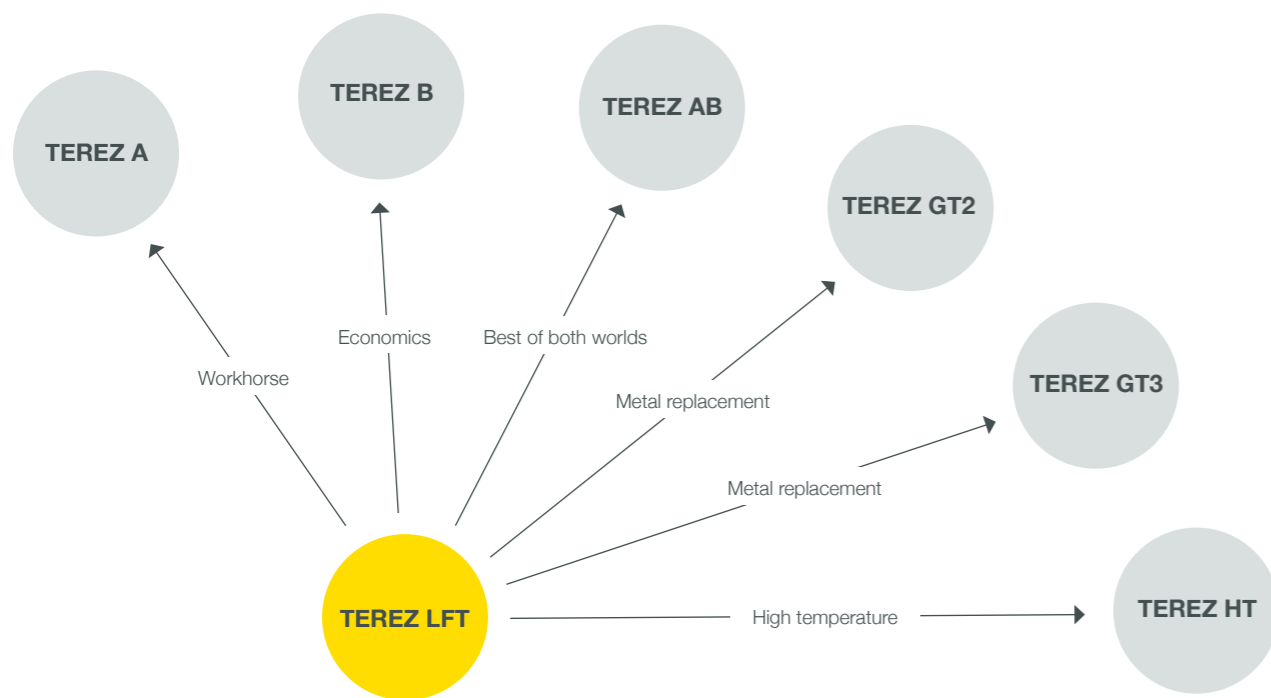 TEREZ A
TEREZ B
TEREZ AB
TEREZ GT2
TEREZ GT3
TEREZ HT
Workhorse
Economics
Best of both worlds
Metal replacement
Metal replacement
High temperature
TEREZ LFT